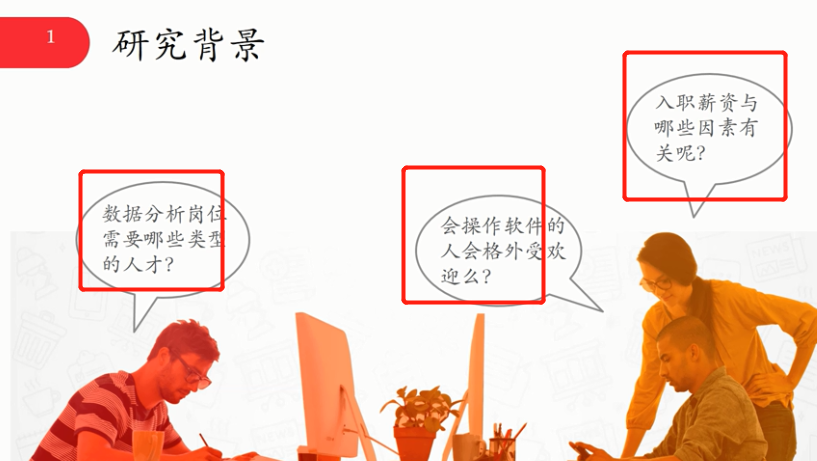 1
研究背景
入职薪资与
哪些因素有
关呢?
数据分析岗位
需要哪些类型
的人才?
会操作软件的
人会格外受欢
迎么?